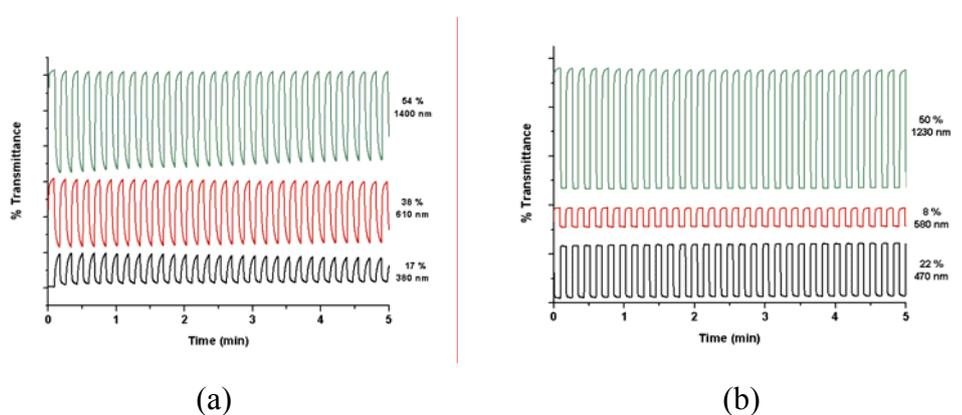 % Transmittance
54 %
1400 nm
38 %
610 nm
17 %
380 nm
0 1 2 3 4 5
Time (min)
(a)
% Transmittance
50 %
1230 nm
8 %
580 nm
22 %
470 nm
0 1 2 3 4 5
Time (min)
(b)